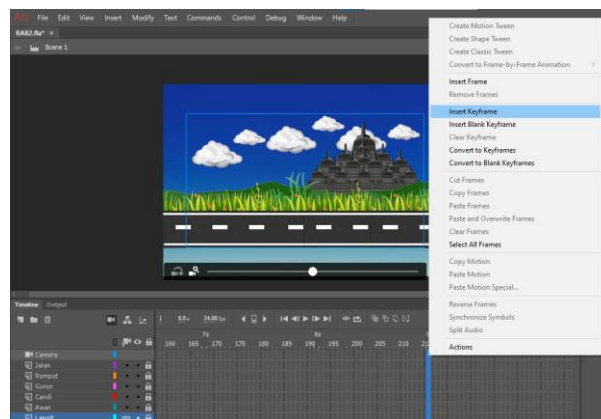 An File Edit View Insert Modify Text Commands Control Debug Window Help
BAB2.fla* ×
Scene 1
Create Motion Tween
Create Shape Tween
Create Classic Tween
Convert to Frame-by-Frame Animation
Insert Frame
Remove Frames
Insert Keyframe
Insert Blank Keyframe
Clear Keyframe
Convert to Keyframes
Convert to Blank Keyframes
Cut Frames
Copy Frames
Paste Frames
Paste and Overwrite Frames
Clear Frames
Select All Frames
Copy Motion
Paste Motion
Paste Motion Special...
Reverse Frames
Synchronize Symbols
Split Audio
Actions
Timeline Output
24.00 fps
7s 8s
160 165 170 175 180 185 190 195 200 205 210
Camera
Jalan
Rumput
Gunun
Candi
Awan
Langit